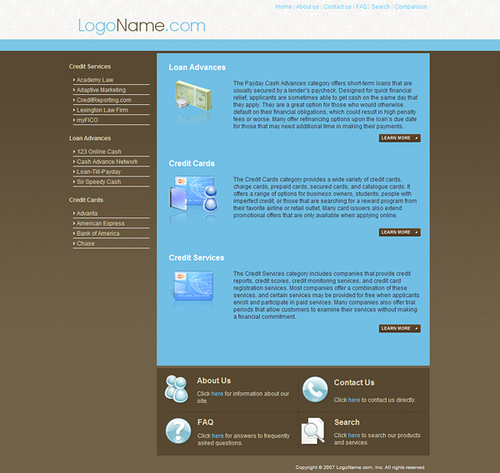 Home | About us | Contact us | FAQ | Search | Comparison
LogoName.com
Credit Services
Academy Law
Adaptive Marketing
CreditReporting.com
Lexington Law Firm
myFICO
Loan Advances
123 Online Cash
Cash Advance Network
Loan-Till-Payday
Sir Speedy Cash
Credit Cards
Advanta
American Express
Bank of America
Chase
Loan Advances
The Payday Cash Advances category offers short-term loans that are
usually secured by a lender's paycheck. Designed for quick financial
relief, applicants are sometimes able to get cash on the same day that
they apply. They are a great option for those who would otherwise
default on their financial obligations, which could result in high penalty
fees or worse. Many offer refinancing options upon the loan's due date
for those that may need additional time in making their payments.
LEARN MORE
Credit Cards
The Credit Cards category provides a wide variety of credit cards,
charge cards, prepaid cards, secured cards, and catalogue cards. It
offers a range of options for business owners, students, people with
imperfect credit, or those that are searching for a reward program from
their favorite airline or retail outlet. Many card issuers also extend
promotional offers that are only available when applying online.
LEARN MORE
Credit Services
The Credit Services category includes companies that provide credit
reports, credit scores, credit monitoring services, and credit card
registration services. Most companies offer a combination of these
services, and certain services may be provided for free when applicants
enroll and participate in paid services. Many companies also offer trial
periods that allow customers to examine their services without making
a financial commitment.
LEARN MORE
About Us
Click here for information about our
site.
Contact Us
Click here to contact us directly.
FAQ
Click here for answers to frequently
asked questions.
Search
Click here to search our products
and services.
Copyright © 2007 LogoName.com, Inc. All rights reserved